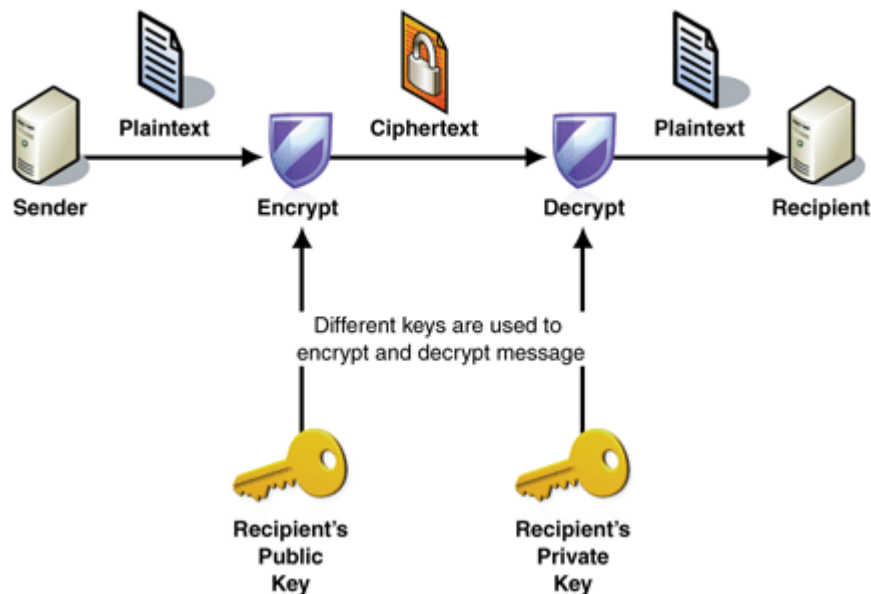 Plaintext
Ciphertext
Plaintext
Sender
Encrypt
Decrypt
Recipient
Different keys are used to
encrypt and decrypt message
Recipient's
Public
Key
Recipient's
Private
Key